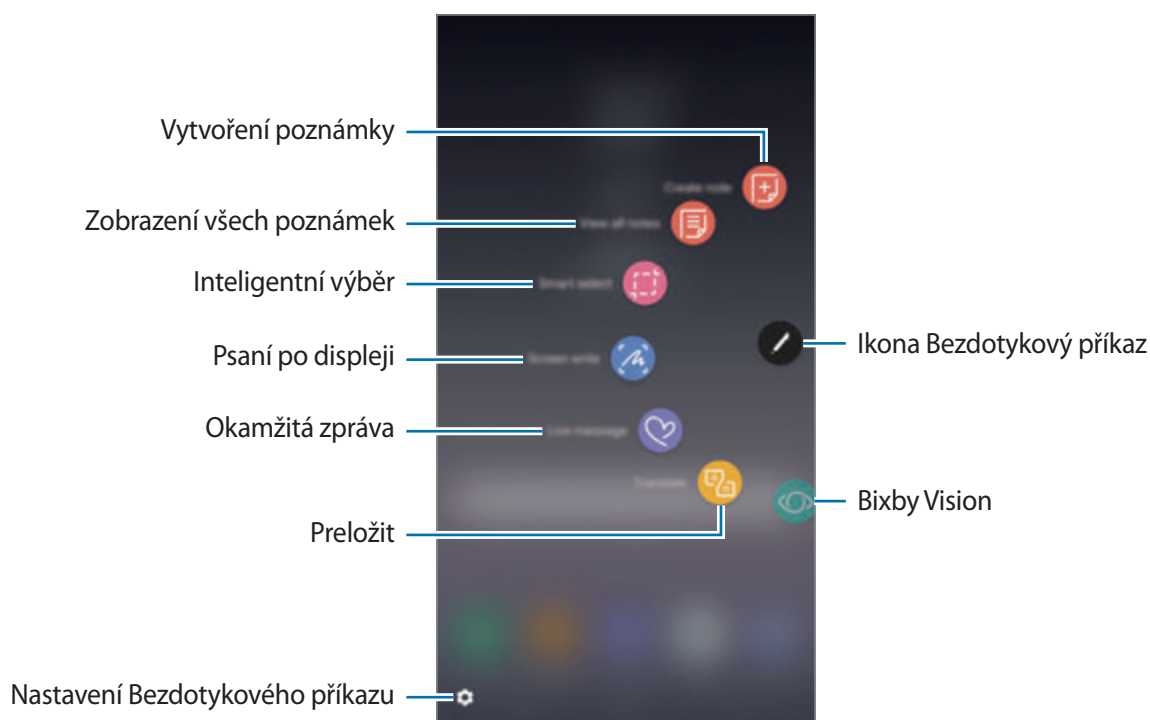 Vytvoření poznámky
Create note
Zobrazení všech poznámek
View all notes
Inteligentní výběr
Smart select
Ikona Bezdotykový příkaz
Psaní po displeji
Screen write
Okamžitá zpráva
Live message
Translate
Bixby Vision
Preložit
Nastavení Bezdotykového příkazu